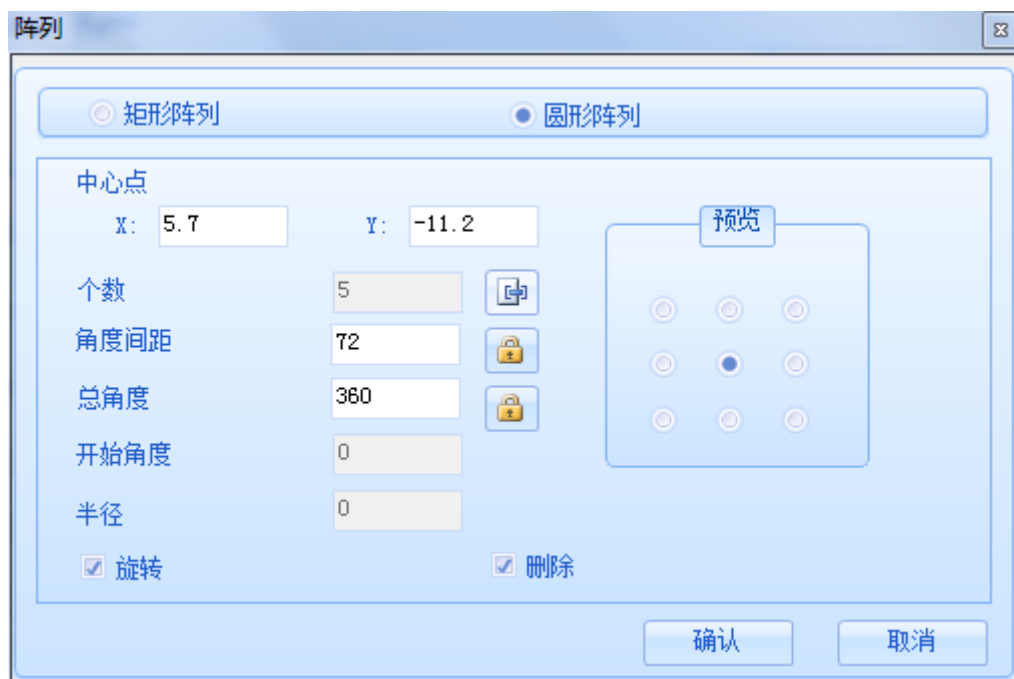 阵列
矩形阵列 圆形阵列
中心点
X: 5.7 Y: -11.2
预览
个数 5
角度间距 72
总角度 360
开始角度 0
半径 0
旋转 删除
确认 取消